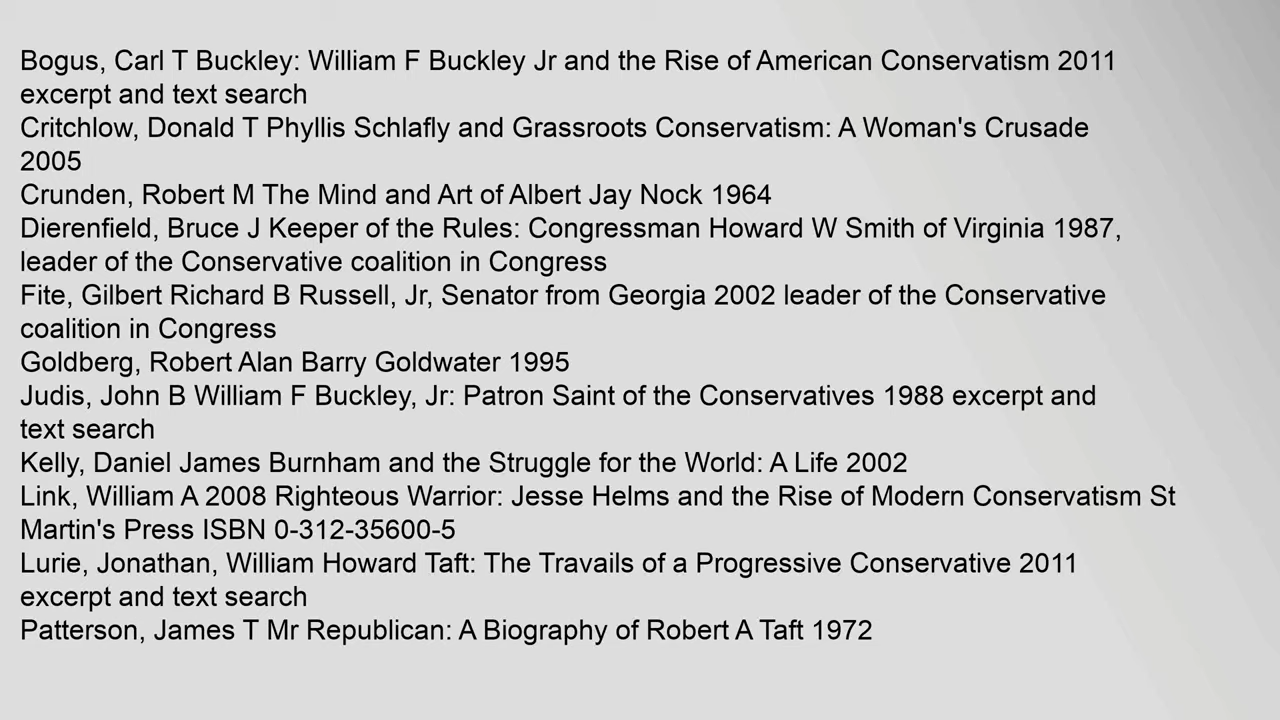 Bogus, Carl T Buckley: William F Buckley Jr and the Rise of American Conservatism 2011
excerpt and text search
Critchlow, Donald T Phyllis Schlafly and Grassroots Conservatism: A Woman's Crusade
2005
Crunden, Robert M The Mind and Art of Albert Jay Nock 1964
Dierenfield, Bruce J Keeper of the Rules: Congressman Howard W Smith of Virginia 1987,
leader of the Conservative coalition in Congress
Fite, Gilbert Richard B Russell, Jr, Senator from Georgia 2002 leader of the Conservative
coalition in Congress
Goldberg, Robert Alan Barry Goldwater 1995
Judis, John B William F Buckley, Jr: Patron Saint of the Conservatives 1988 excerpt and
text search
Kelly, Daniel James Burnham and the Struggle for the World: A Life 2002
Link, William A 2008 Righteous Warrior: Jesse Helms and the Rise of Modern Conservatism St
Martin's Press ISBN 0-312-35600-5
Lurie, Jonathan, William Howard Taft: The Travails of a Progressive Conservative 2011
excerpt and text search
Patterson, James T Mr Republican: A Biography of Robert A Taft 1972